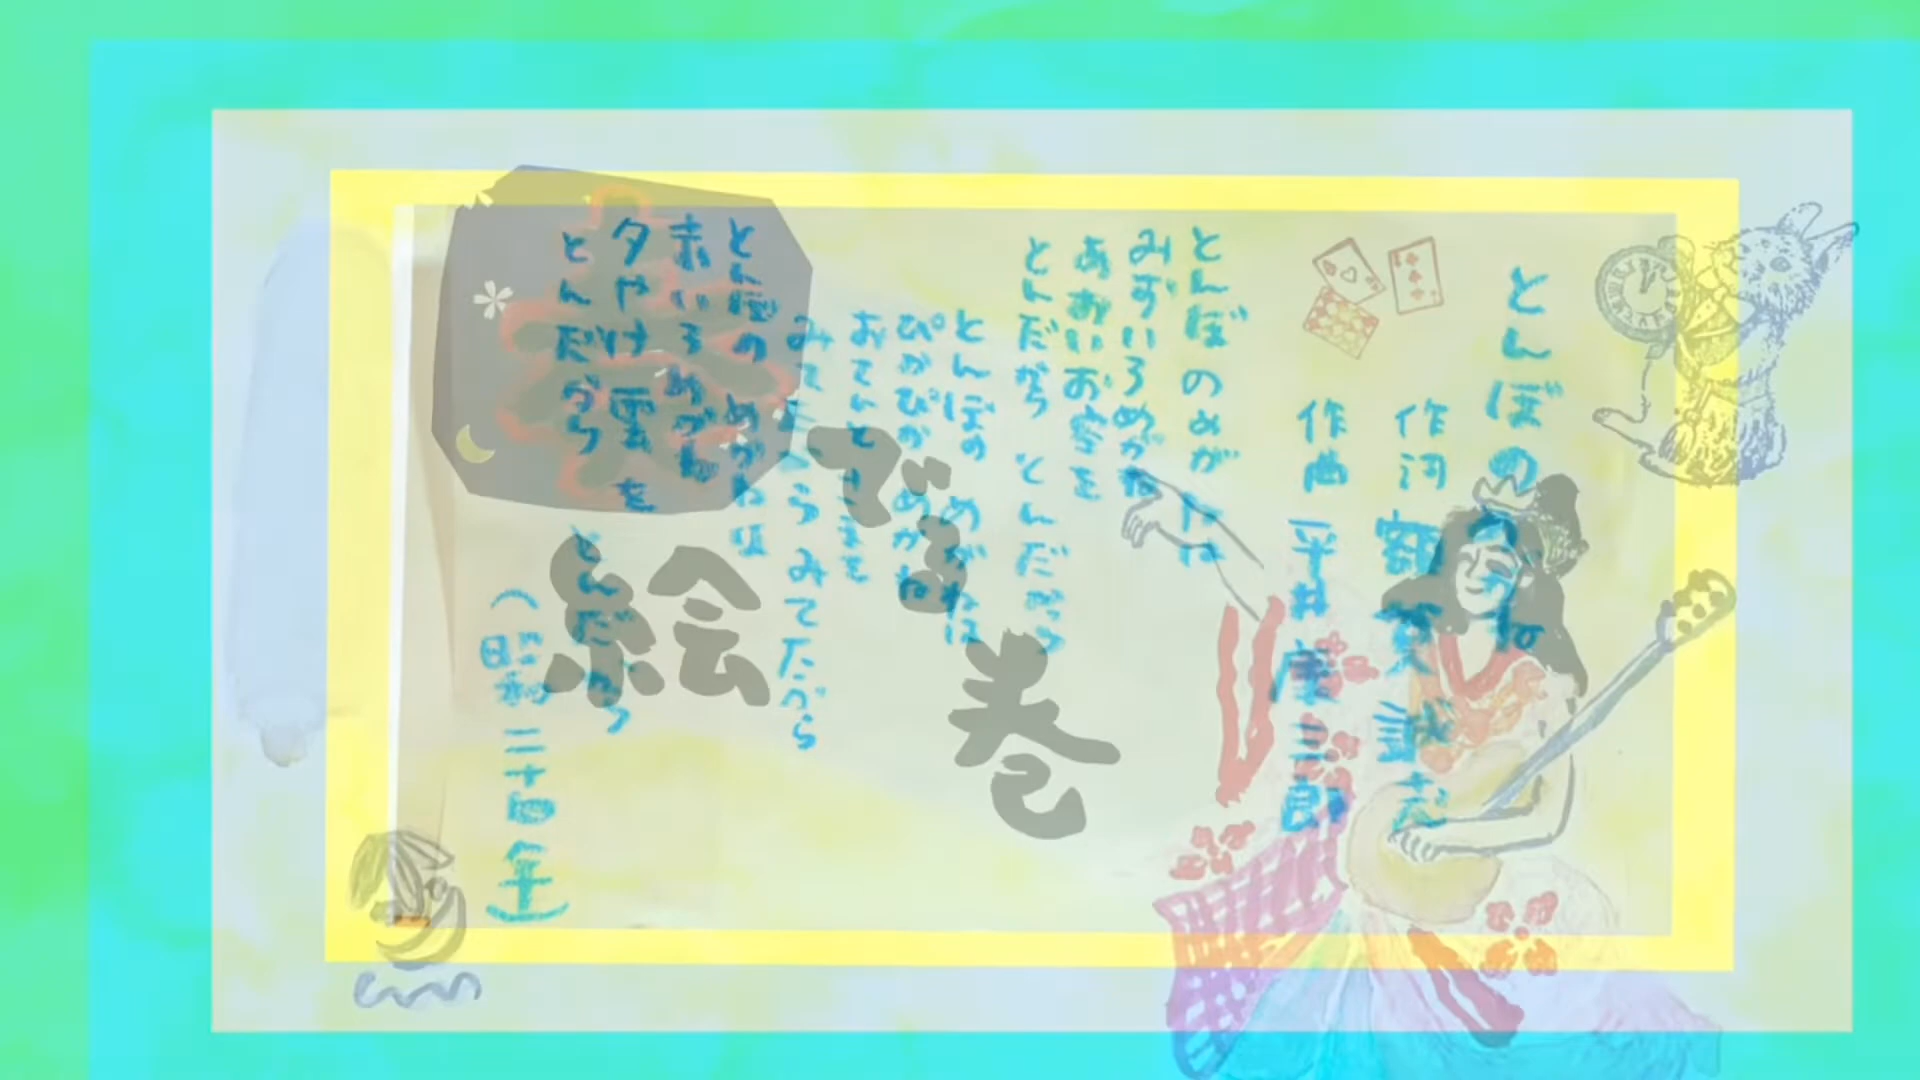 とんぼのめがね
作詞 額賀誠志
作曲 平井康三郎
とんぼのめがねは
みずいろめがね
あおいお空を
とんだから とんだから
とんぼの めがねは
ぴかぴか めがね
おてんとさまを
みてたから みてたから
とんぼの めがねは
赤いろめがね
夕やけ雲を
とんだから とんだから
(昭和二十四年)
でる
絵
巻